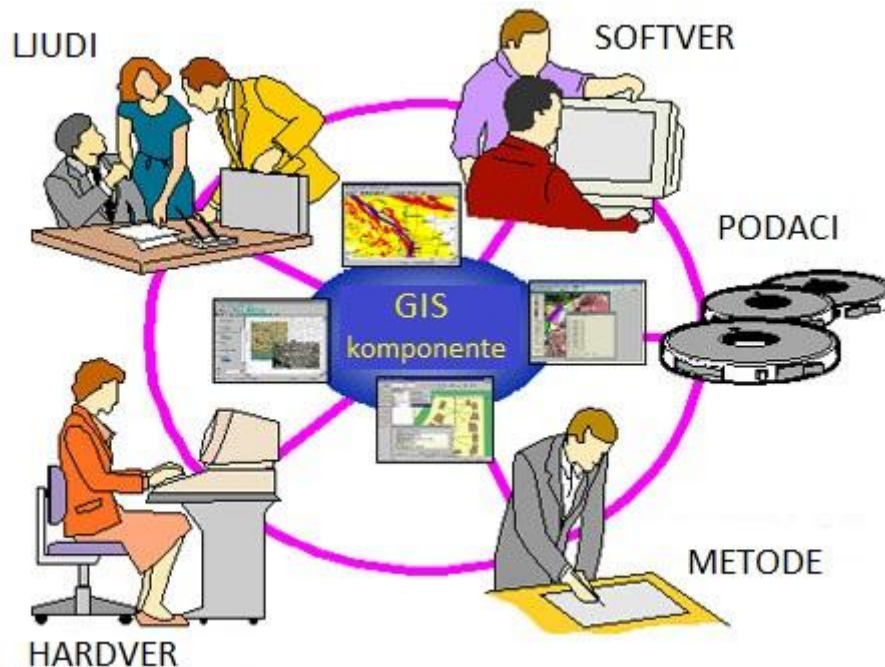 LJUDI
SOFTVER
PODACI
GIS
komponente
METODE
HARDVER